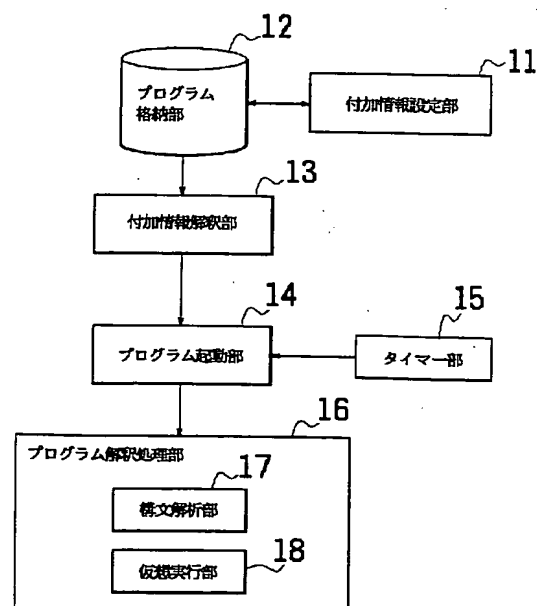 12
プログラム
格納部
11
付加情報設定部
13
付加情報解釈部
14
プログラム起動部
15
タイマー部
16
プログラム解釈処理部
17
構文解析部
18
仮想実行部